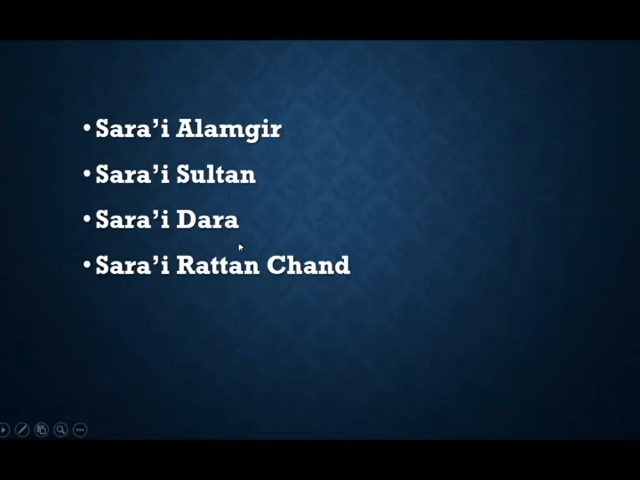 • Sara’i Alamgir
• Sara’i Sultan
• Sara’i Dara
• Sara’i Rattan Chand